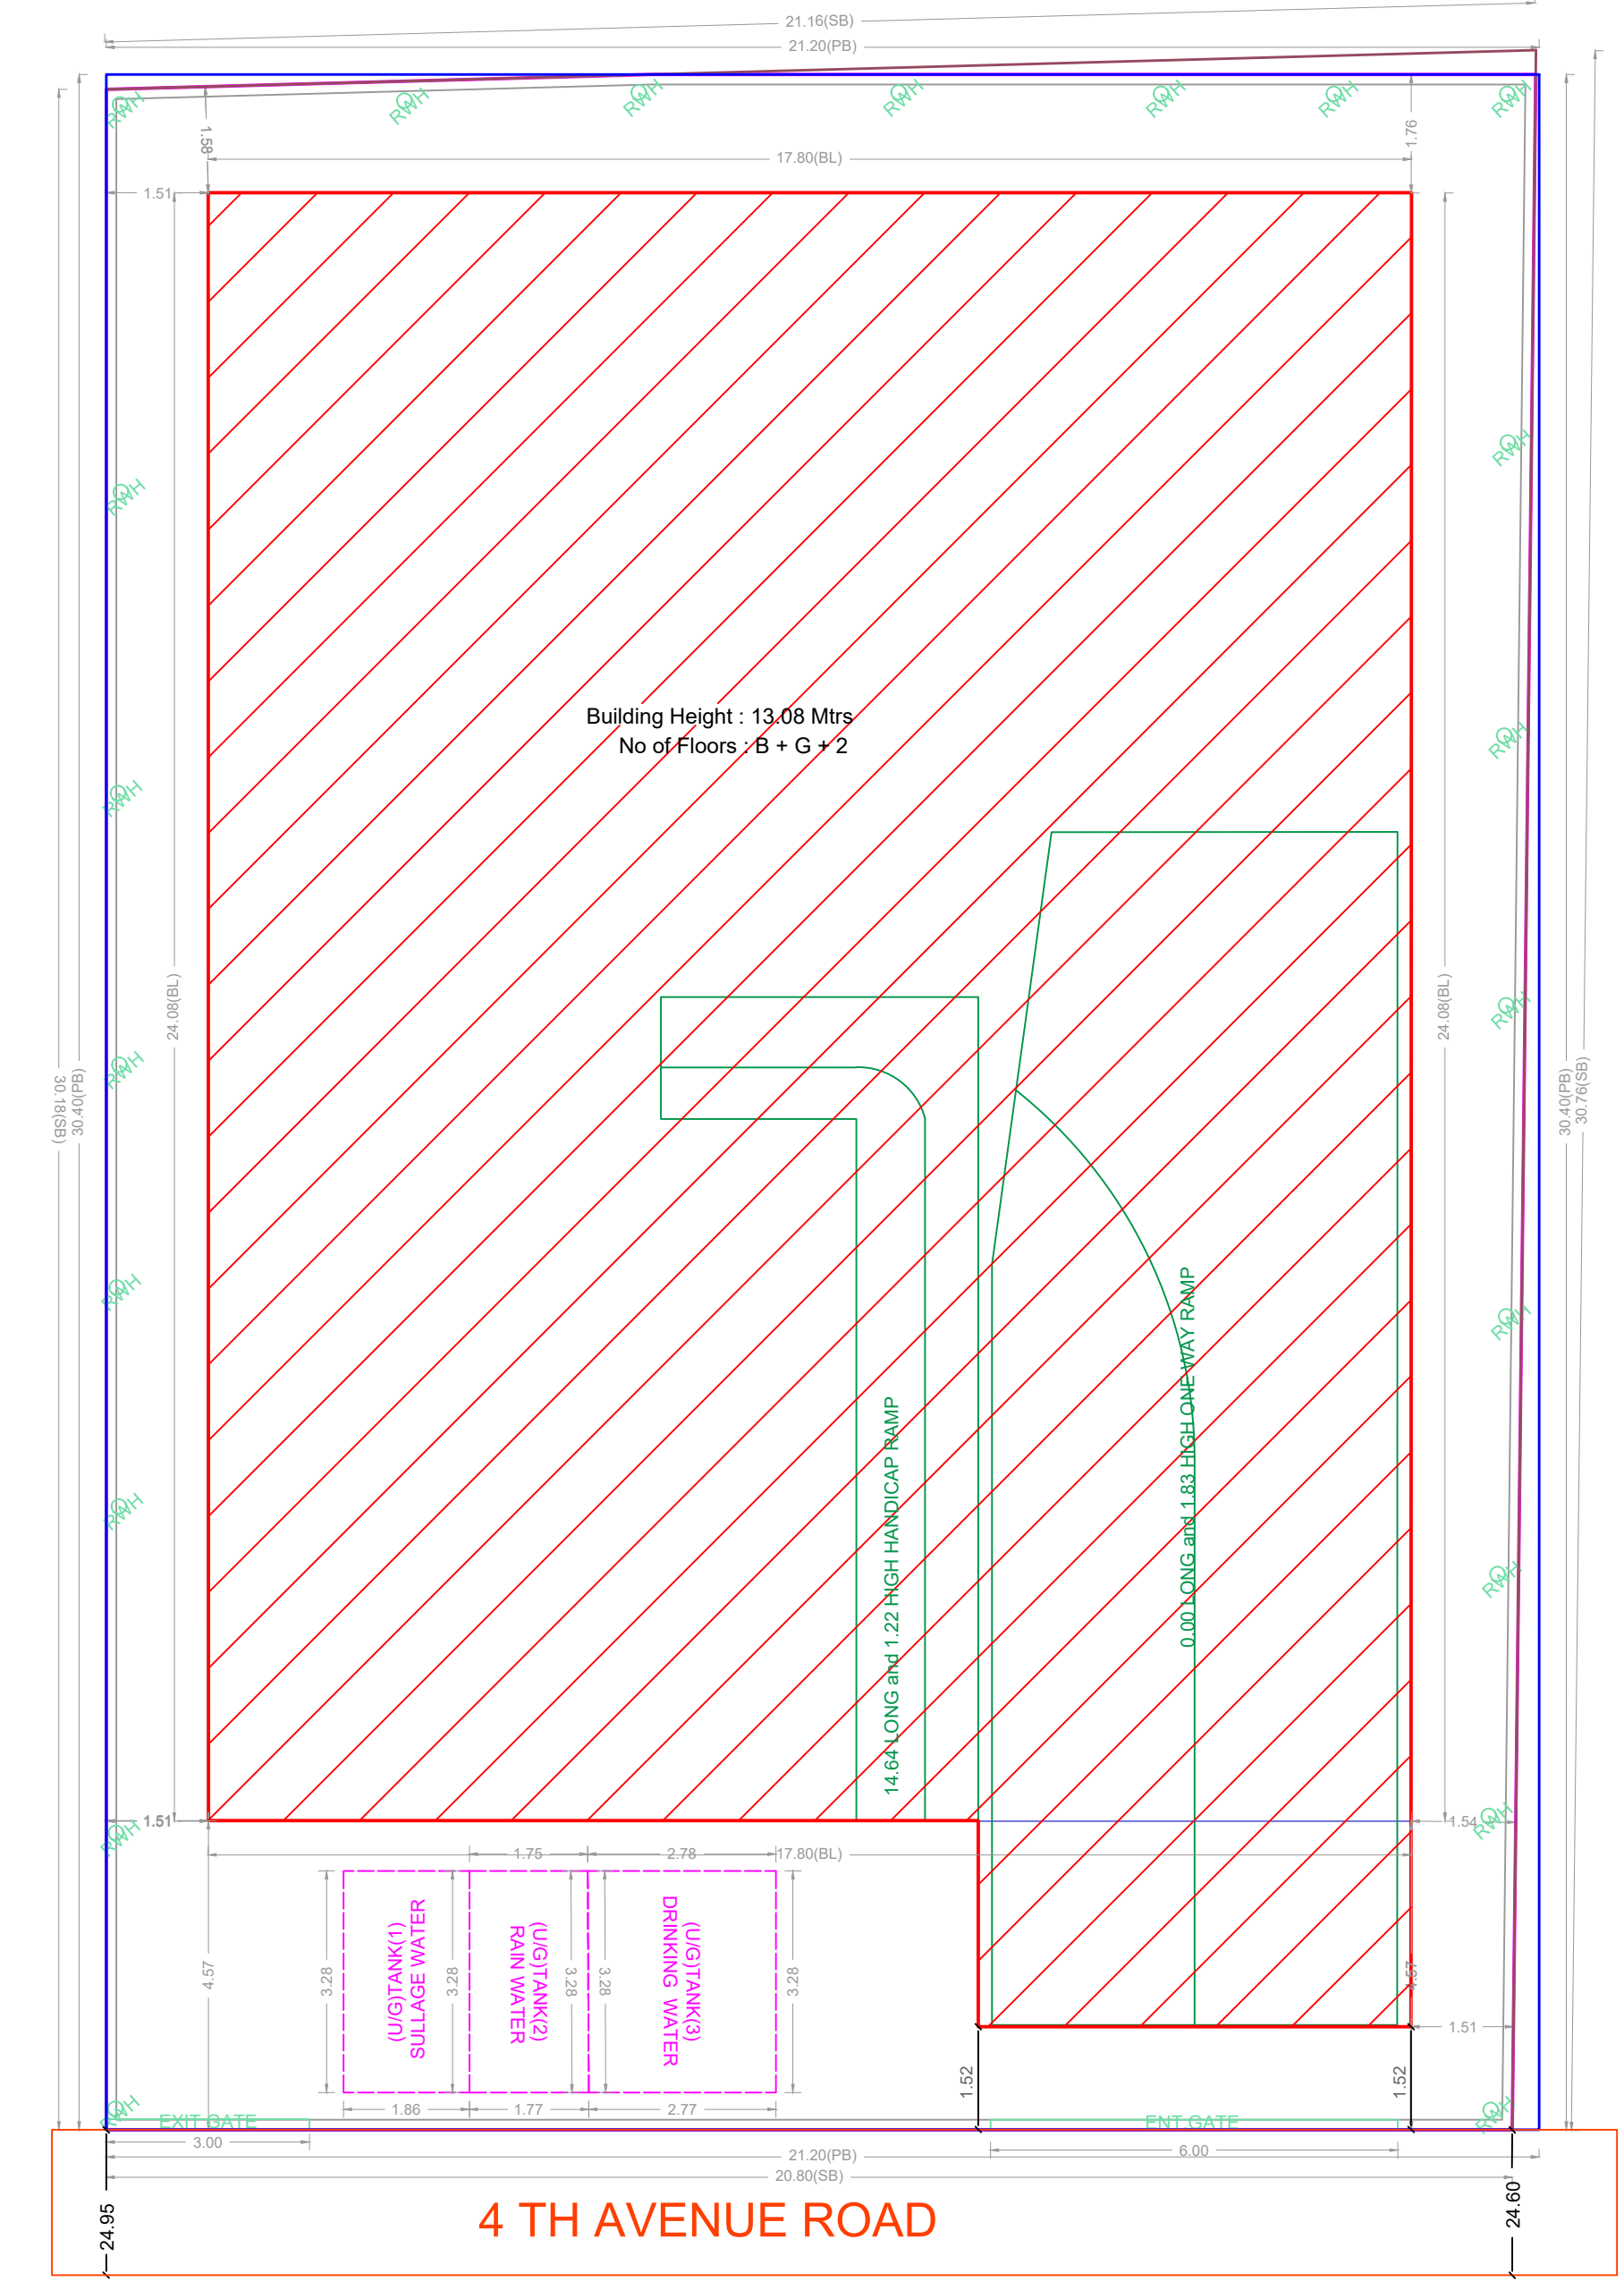 21.16(SB)
21.20(PB)
RWH
RWH
RWH
RWH
RWH
RWH
RWH
1.58
1.76
17.80(BL)
1.51
RWH
RWH
Building Height : 13.08 Mtrs
No of Floors : B + G + 2
RWH
RWH
24.08(BL)
24.08(BL)
30.18(SB)
30.40(PB)
30.40(PB)
30.76(SB)
RWH
RWH
RWH
RWH
RWH
RWH
14.64 LONG and 1.22 HIGH HANDICAP RAMP
0.00 LONG and 1.83 HIGH ONE WAY RAMP
1.51
1.54
RWH
RWH
1.75
2.78
17.80(BL)
4.57
4.57
3.28
(U/G)TANK(1)
SULLAGE WATER
3.28
(U/G)TANK(2)
RAIN WATER
3.28
3.28
(U/G)TANK(3)
DRINKING WATER
3.28
1.51
1.52
1.52
1.86
1.77
2.77
RWH
RWH
EXIT GATE
ENT.GATE
3.00
6.00
21.20(PB)
20.80(SB)
24.95
24.60
4 TH AVENUE ROAD